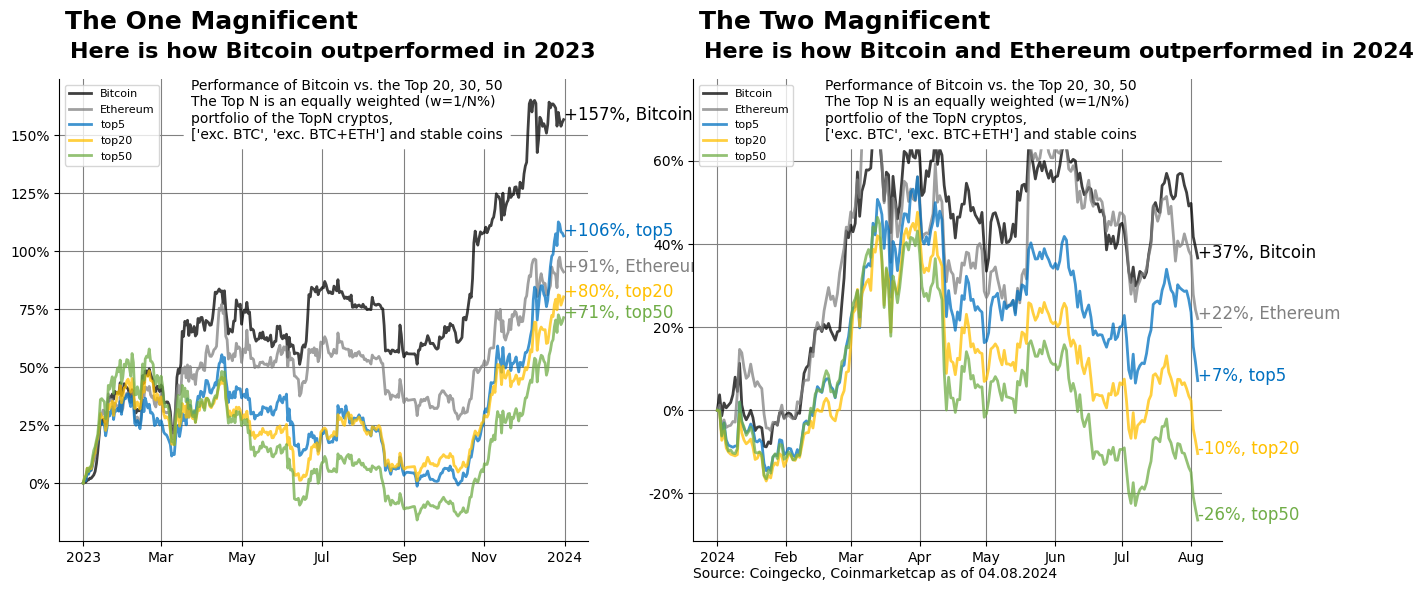 The One Magnificent
Here is how Bitcoin outperformed in 2023
Bitcoin
Ethereum
top5
top20
top50
Performance of Bitcoin vs. the Top 20, 30, 50
The Top N is an equally weighted (w=1/N%)
portfolio of the TopN cryptos,
['exc. BTC', 'exc. BTC+ETH'] and stable coins
150%
125%
100%
75%
50%
25%
0%
+157%, Bitcoin
+106%, top5
+91%, Ethereum
+80%, top20
+71%, top50
2023 Mar May Jul Sep Nov 2024
The Two Magnificent
Here is how Bitcoin and Ethereum outperformed in 2024
Bitcoin
Ethereum
top5
top20
top50
Performance of Bitcoin vs. the Top 20, 30, 50
The Top N is an equally weighted (w=1/N%)
portfolio of the TopN cryptos,
['exc. BTC', 'exc. BTC+ETH'] and stable coins
60%
40%
20%
0%
-20%
+37%, Bitcoin
+22%, Ethereum
+7%, top5
-10%, top20
-26%, top50
2024 Feb Mar Apr May Jun Jul Aug
Source: Coingecko, Coinmarketcap as of 04.08.2024